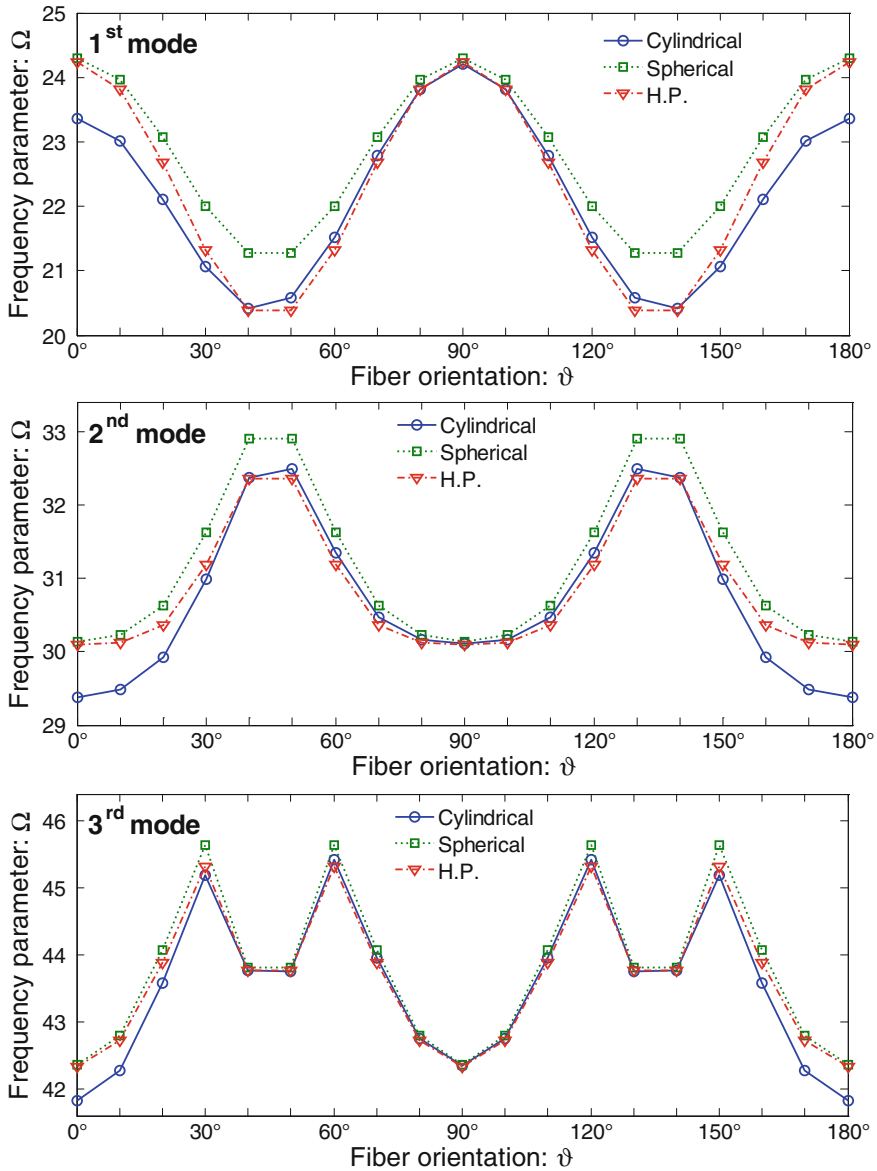 1st mode
Cylindrical
Spherical
H.P.
Frequency parameter: Ω
25
24
23
22
21
20
0° 30° 60° 90° 120° 150° 180°
Fiber orientation: ϑ
2nd mode
Cylindrical
Spherical
H.P.
Frequency parameter: Ω
33
32
31
30
29
0° 30° 60° 90° 120° 150° 180°
Fiber orientation: ϑ
3rd mode
Cylindrical
Spherical
H.P.
Frequency parameter: Ω
46
45
44
43
42
0° 30° 60° 90° 120° 150° 180°
Fiber orientation: ϑ